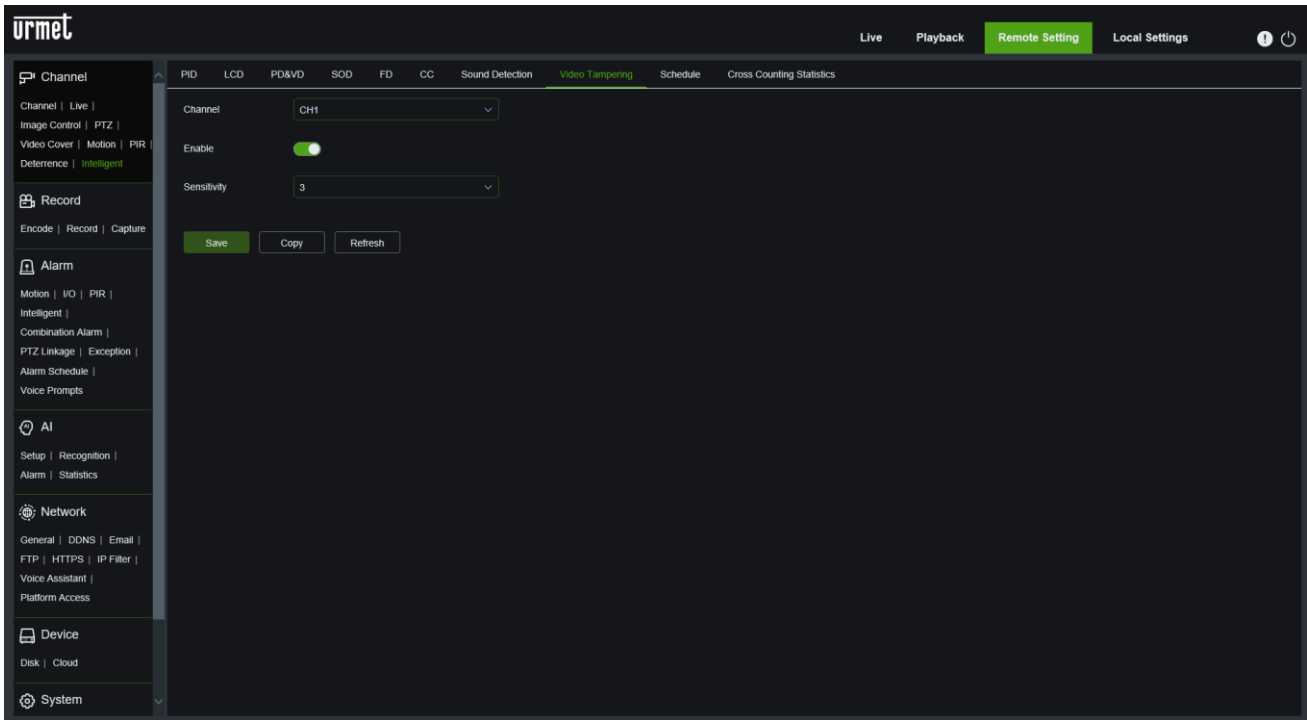 urmet
Live Playback Remote Setting Local Settings
Channel
Channel | Live |
Image Control | PTZ |
Video Cover | Motion | PIR |
Deterrence | Intelligent
Record
Encode | Record | Capture
Alarm
Motion | I/O | PIR |
Intelligent |
Combination Alarm |
PTZ Linkage | Exception |
Alarm Schedule |
Voice Prompts
AI
Setup | Recognition |
Alarm | Statistics
Network
General | DDNS | Email |
FTP | HTTPS | IP Filter |
Voice Assistant |
Platform Access
Device
Disk | Cloud
System
PID LCD PD&VD SOD FD CC Sound Detection Video Tampering Schedule Cross Counting Statistics
Channel CH1
Enable
Sensitivity 3
Save Copy Refresh